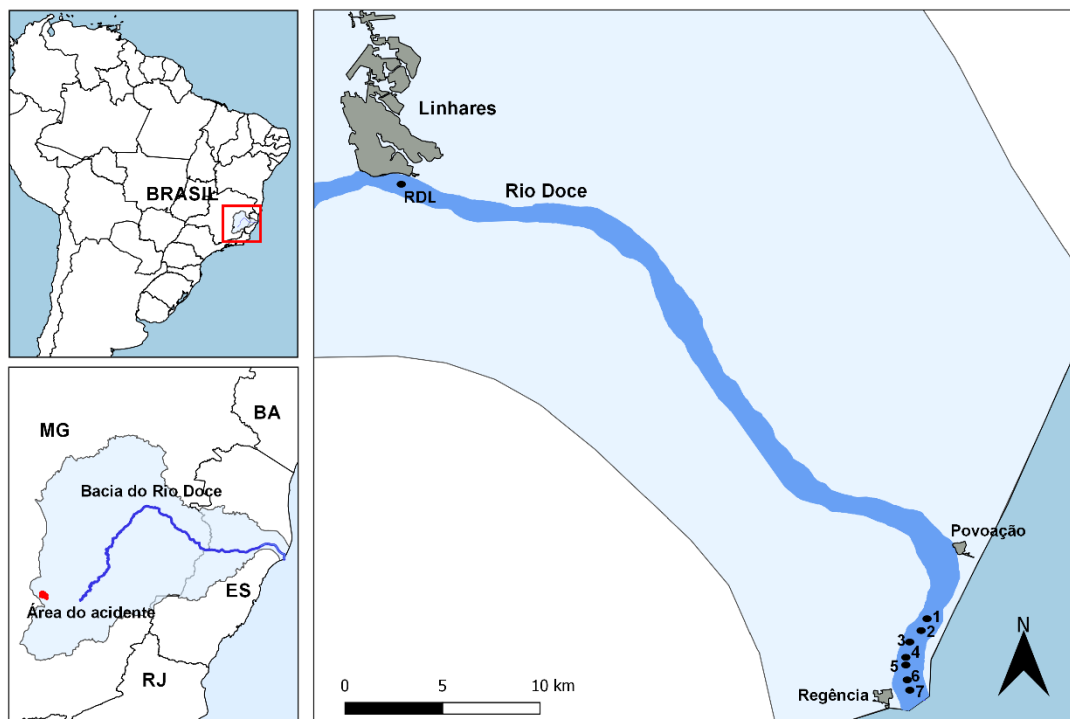 BRASIL
MG
BA
Bacia do Rio Doce
ES
Área do acidente
RJ
Linhares
RDL
Rio Doce
Povoação
1
2
3
4
5
6
7
Regência
N
0 5 10 km